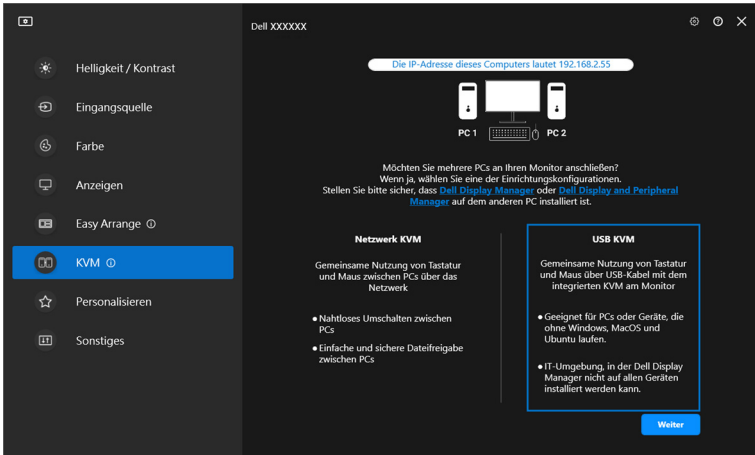 Dell XXXXXX
Helligkeit / Kontrast
Eingangsquelle
Farbe
Anzeigen
Easy Arrange
KVM
Personalisieren
Sonstiges
Die IP-Adresse dieses Computers lautet 192.168.2.55
PC 1
PC 2
Möchten Sie mehrere PCs an Ihren Monitor anschließen?
Wenn ja, wählen Sie eine der Einrichtungskonfigurationen.
Stellen Sie bitte sicher, dass Dell Display Manager oder Dell Display and Peripheral
Manager auf dem anderen PC installiert ist.
Netzwerk KVM
Gemeinsame Nutzung von Tastatur
und Maus zwischen PCs über das
Netzwerk
● Nahtloses Umschalten zwischen
PCs
● Einfache und sichere Dateifreigabe
zwischen PCs
USB KVM
Gemeinsame Nutzung von Tastatur
und Maus über USB-Kabel mit dem
integrierten KVM am Monitor
● Geeignet für PCs oder Geräte, die
ohne Windows, MacOS und
Ubuntu laufen.
● IT-Umgebung, in der Dell Display
Manager nicht auf allen Geräten
installiert werden kann.
Weiter